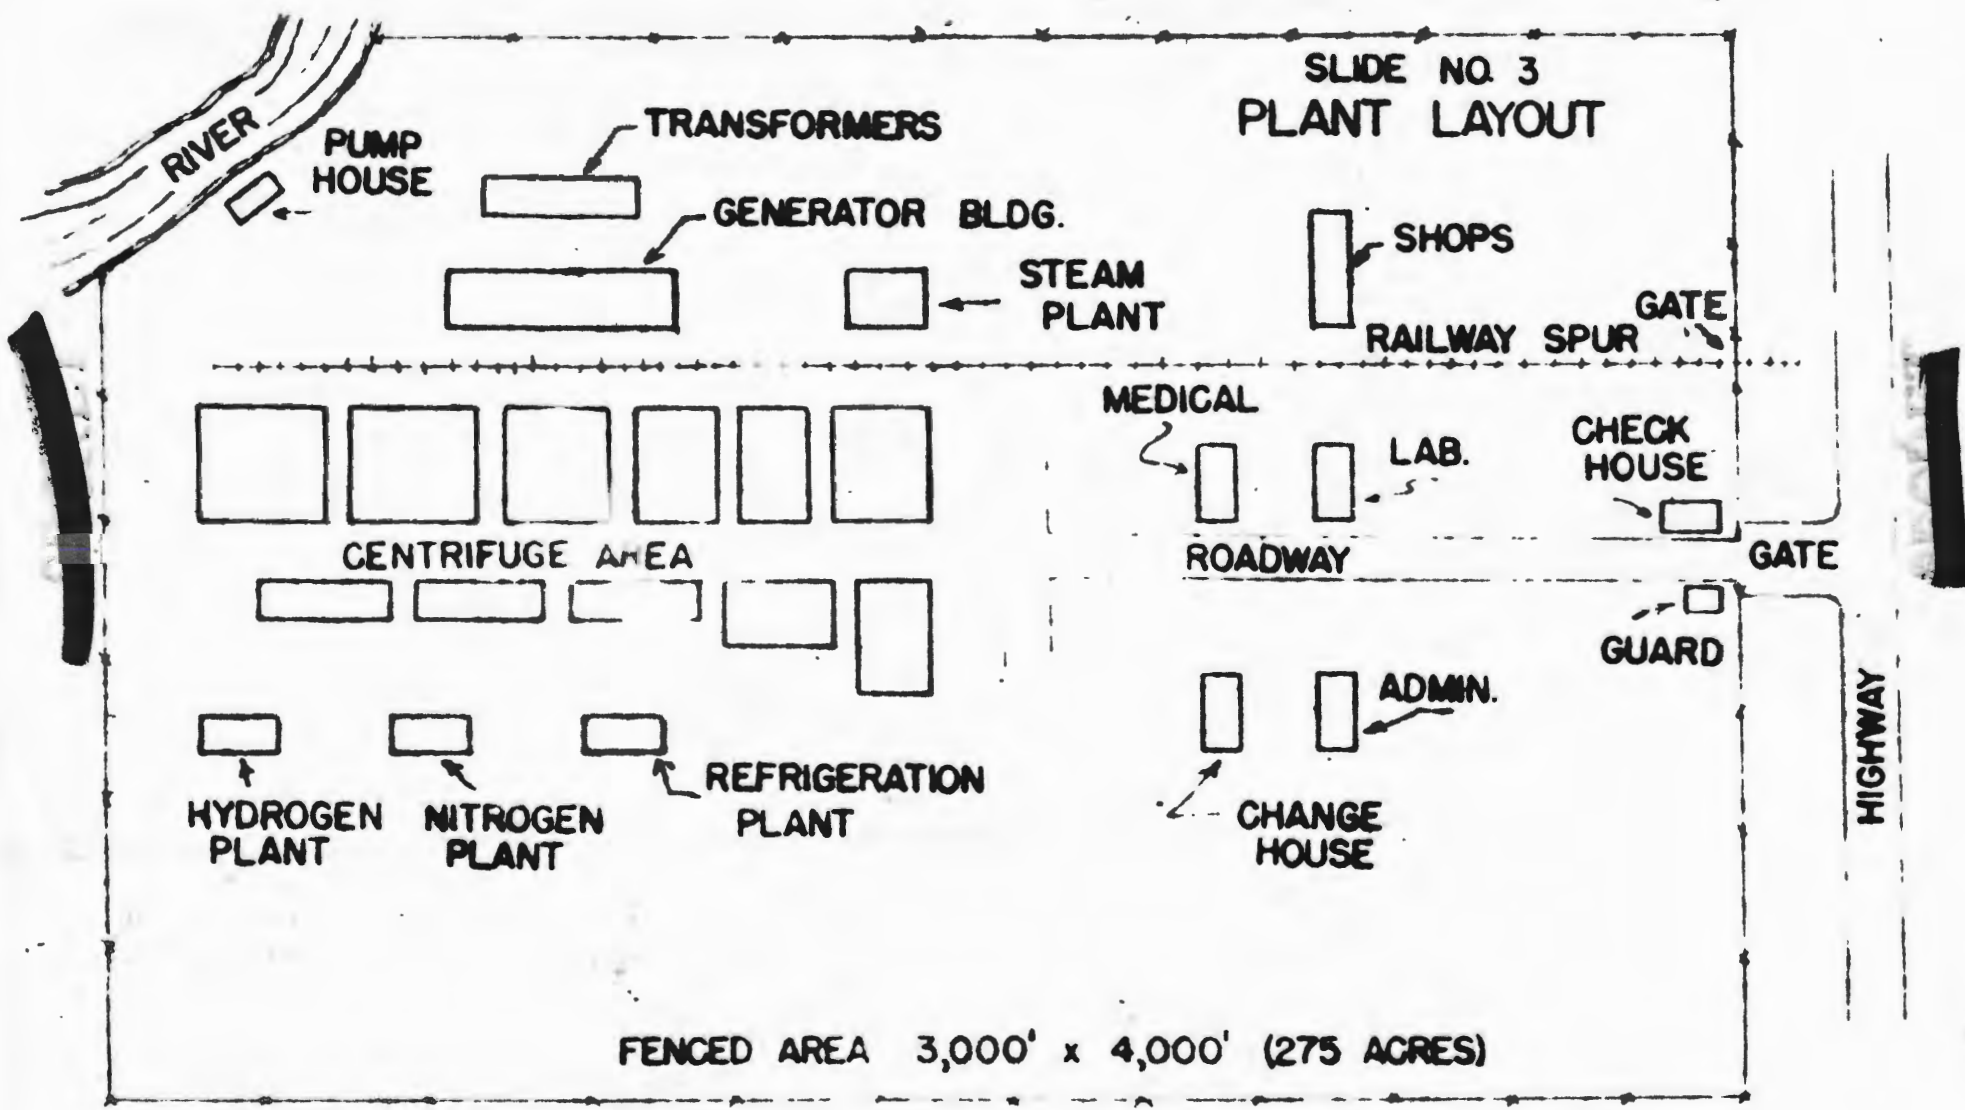 SLIDE NO. 3
PLANT LAYOUT
RIVER
PUMP
HOUSE
TRANSFORMERS
GENERATOR BLDG.
STEAM
PLANT
SHOPS
GATE
RAILWAY SPUR
MEDICAL
LAB.
CHECK
HOUSE
CENTRIFUGE AREA
ROADWAY
GATE
GUARD
ADMIN.
HIGHWAY
HYDROGEN
PLANT
NITROGEN
PLANT
REFRIGERATION
PLANT
CHANGE
HOUSE
FENCED AREA 3,000' x 4,000' (275 ACRES)